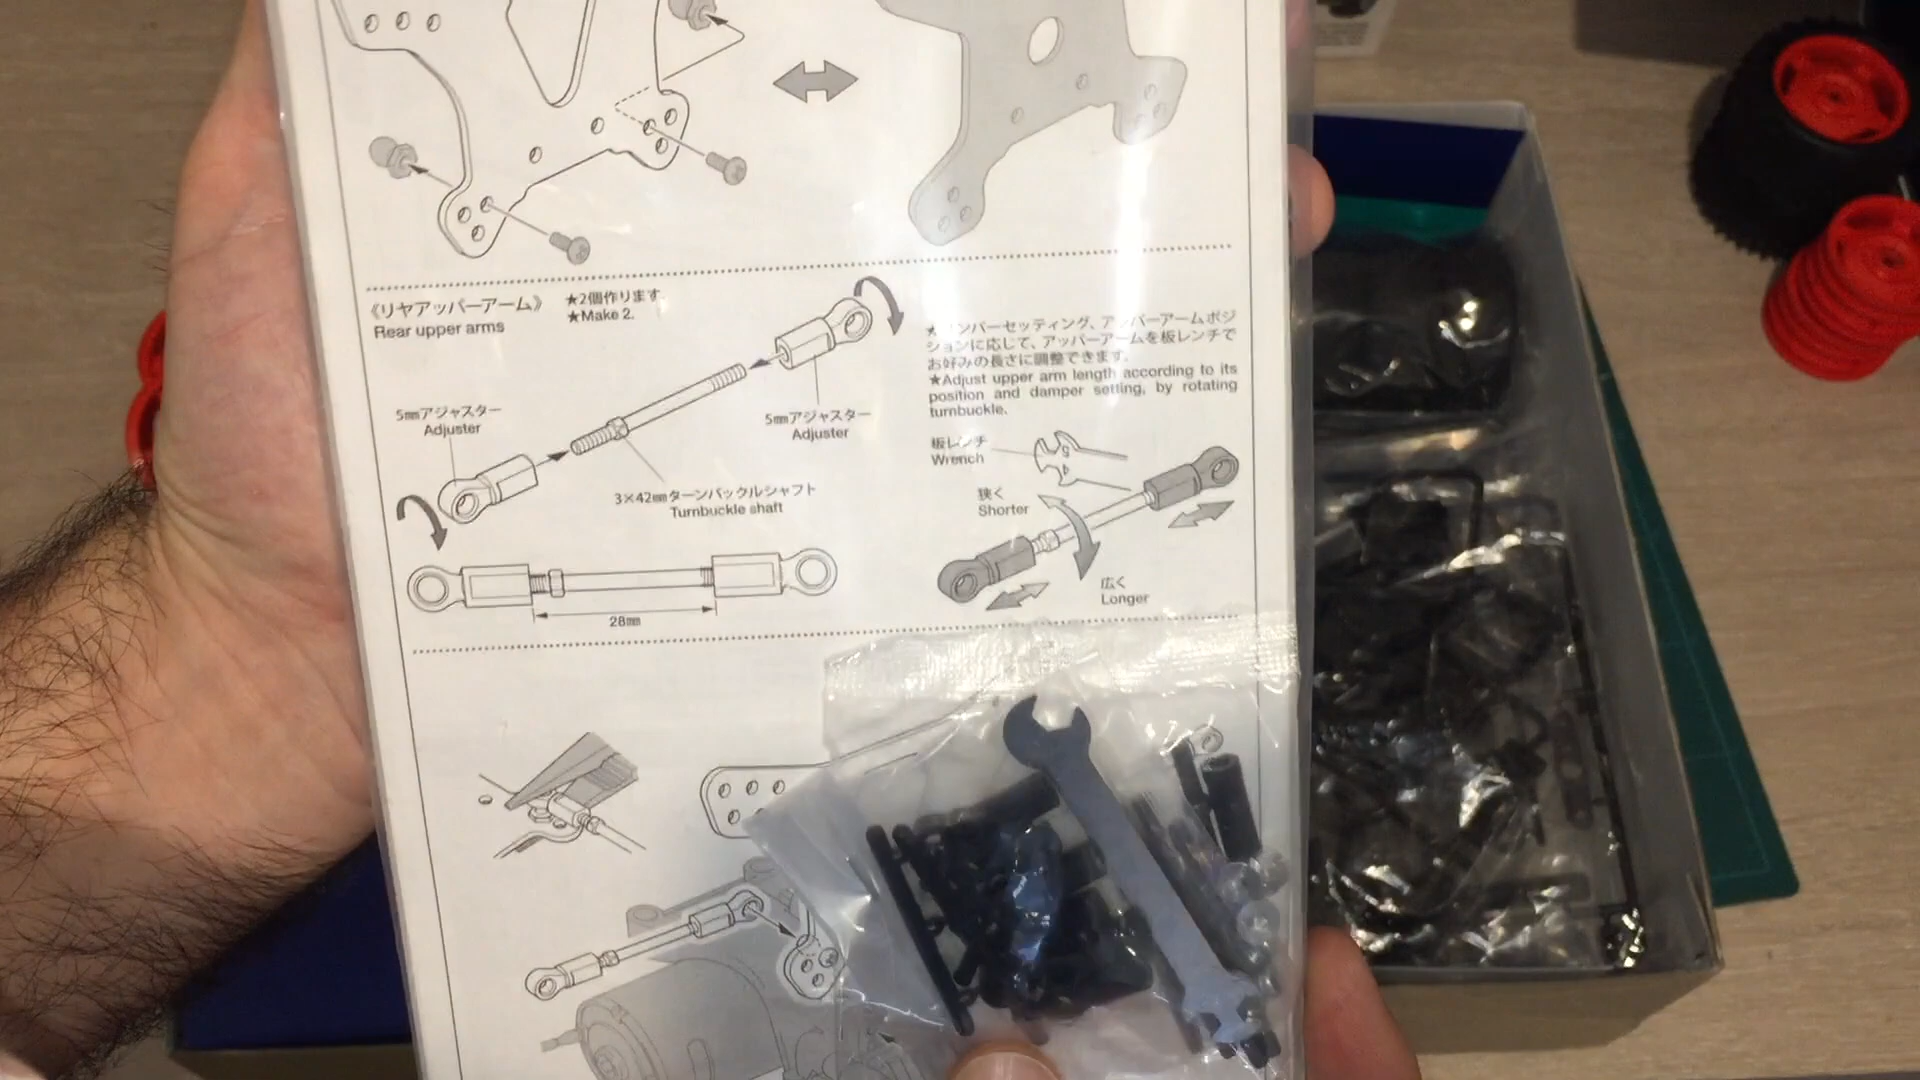 《リヤアッパーアーム》
Rear upper arms
★2個作ります。
★Make 2.
5㎜アジャスター
Adjuster
5㎜アジャスター
Adjuster
3×42㎜ターンバックルシャフト
Turnbuckle shaft
28㎜
ンパーセッティング、ア パーアームポジ
ションに応じて、アッパーアームを板レンチで
お好みの長さに調整できます。
★Adjust upper arm length according to its
position and damper setting, by rotating
turnbuckle.
板レンチ
Wrench
狭く
Shorter
広く
Longer